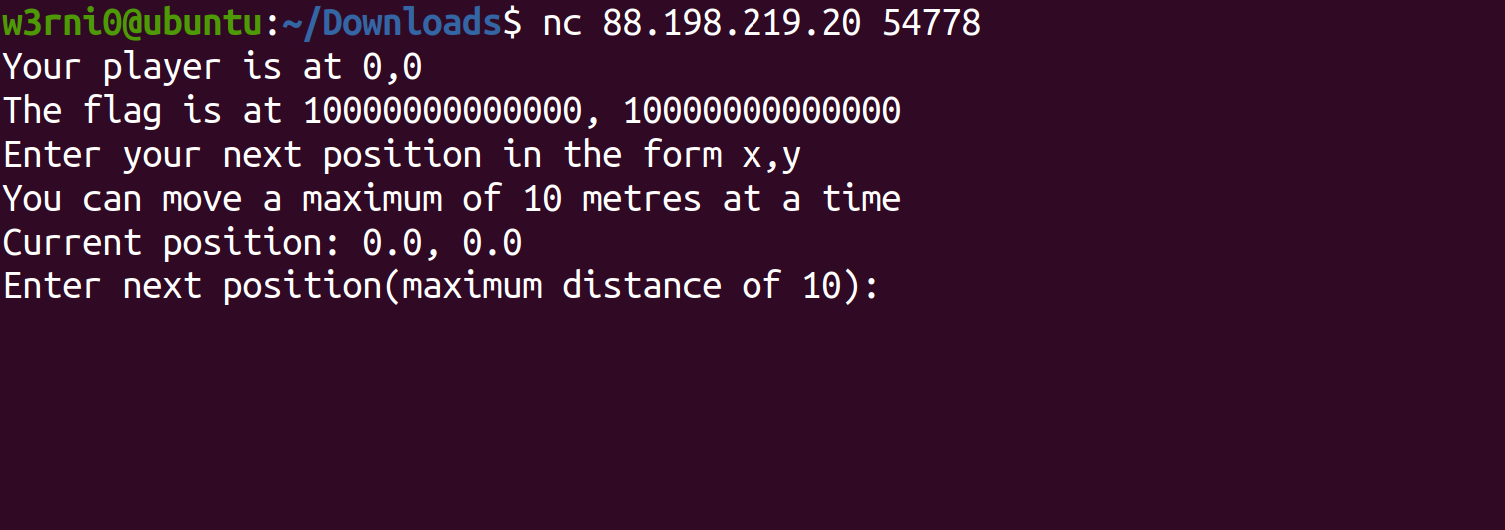 w3rni0@ubuntu:~/Downloads$ nc 88.198.219.20 54778
Your player is at 0,0
The flag is at 10000000000000, 10000000000000
Enter your next position in the form x,y
You can move a maximum of 10 metres at a time
Current position: 0.0, 0.0
Enter next position(maximum distance of 10):